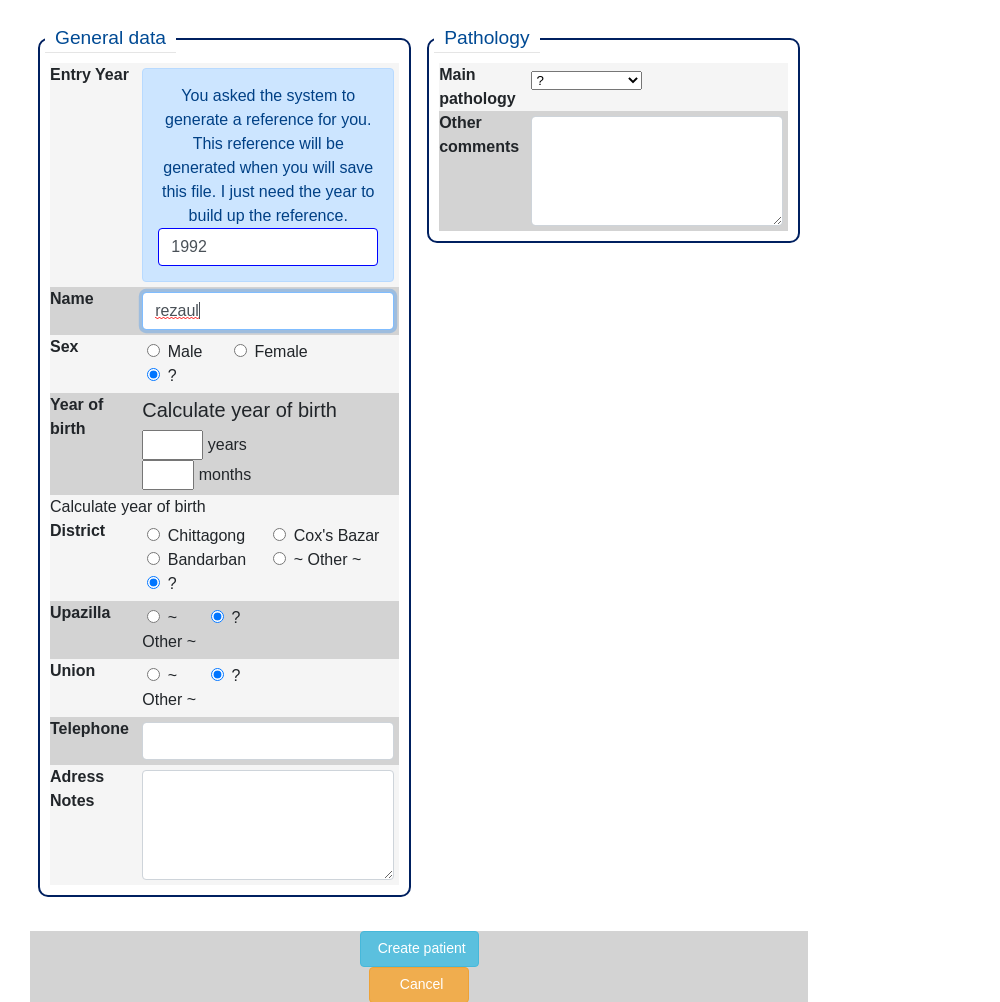 General data
Entry Year
You asked the system to
generate a reference for you.
This reference will be
generated when you will save
this file. I just need the year to
build up the reference.
1992
Name
rezaul
Sex
Male Female
?
Year of
birth
Calculate year of birth
years
months
Calculate year of birth
District
Chittagong Cox's Bazar
Bandarban ~ Other ~
?
Upazilla
~ ?
Other ~
Union
~ ?
Other ~
Telephone
Adress
Notes
Pathology
Main
pathology
?
Other
comments
Create patient
Cancel